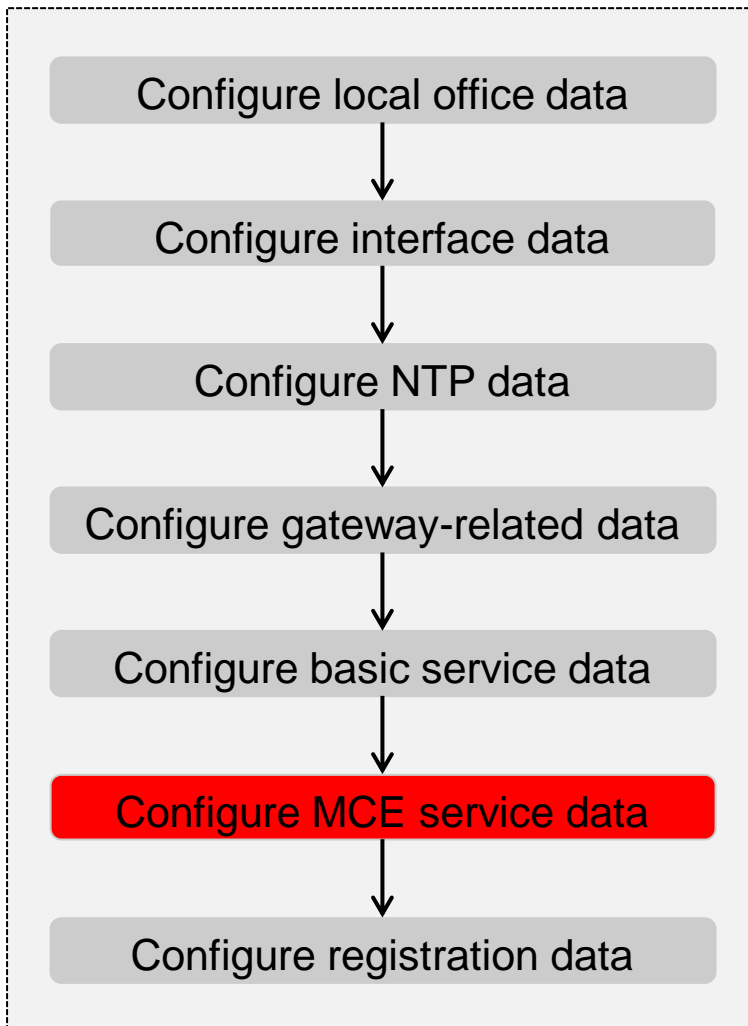 Configure local office data
Configure interface data
Configure NTP data
Configure gateway-related data
Configure basic service data
Configure MCE service data
Configure registration data